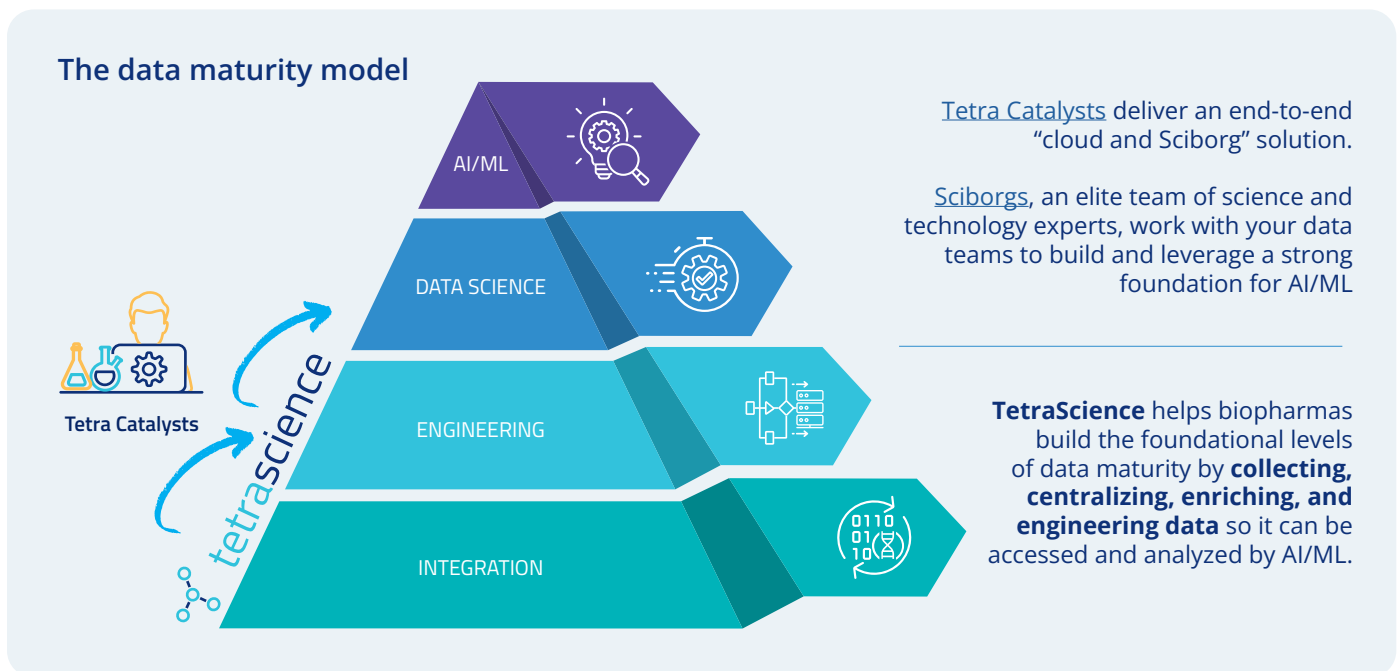 The data maturity model
AI/ML
DATA SCIENCE
ENGINEERING
INTEGRATION
Tetra Catalysts
tetrascience
0110
01
10
Tetra Catalysts deliver an end-to-end
“cloud and Sciborg” solution.
Sciborgs, an elite team of science and
technology experts, work with your data
teams to build and leverage a strong
foundation for AI/ML
TetraScience helps biopharmas
build the foundational levels
of data maturity by collecting,
centralizing, enriching, and
engineering data so it can be
accessed and analyzed by AI/ML.